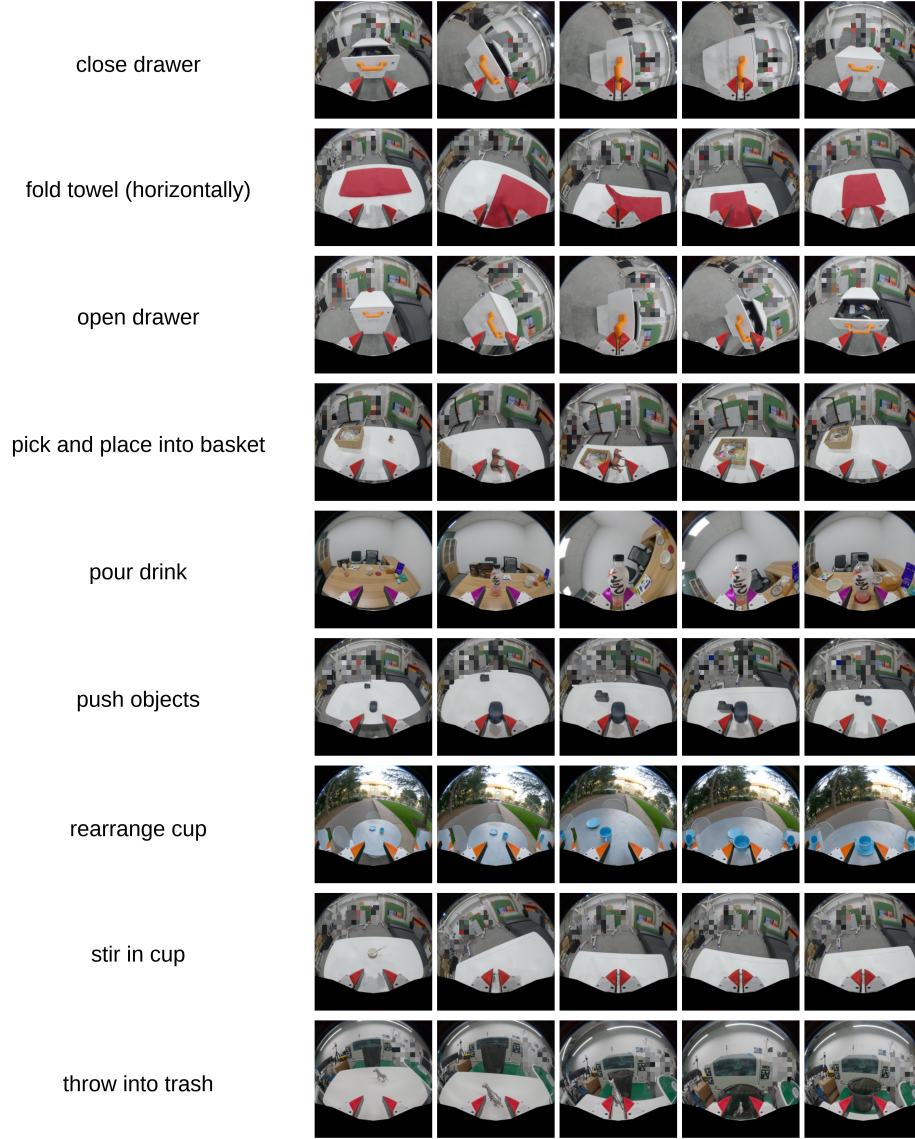 close drawer
fold towel (horizontally)
open drawer
pick and place into basket
pour drink
push objects
rearrange cup
stir in cup
throw into trash